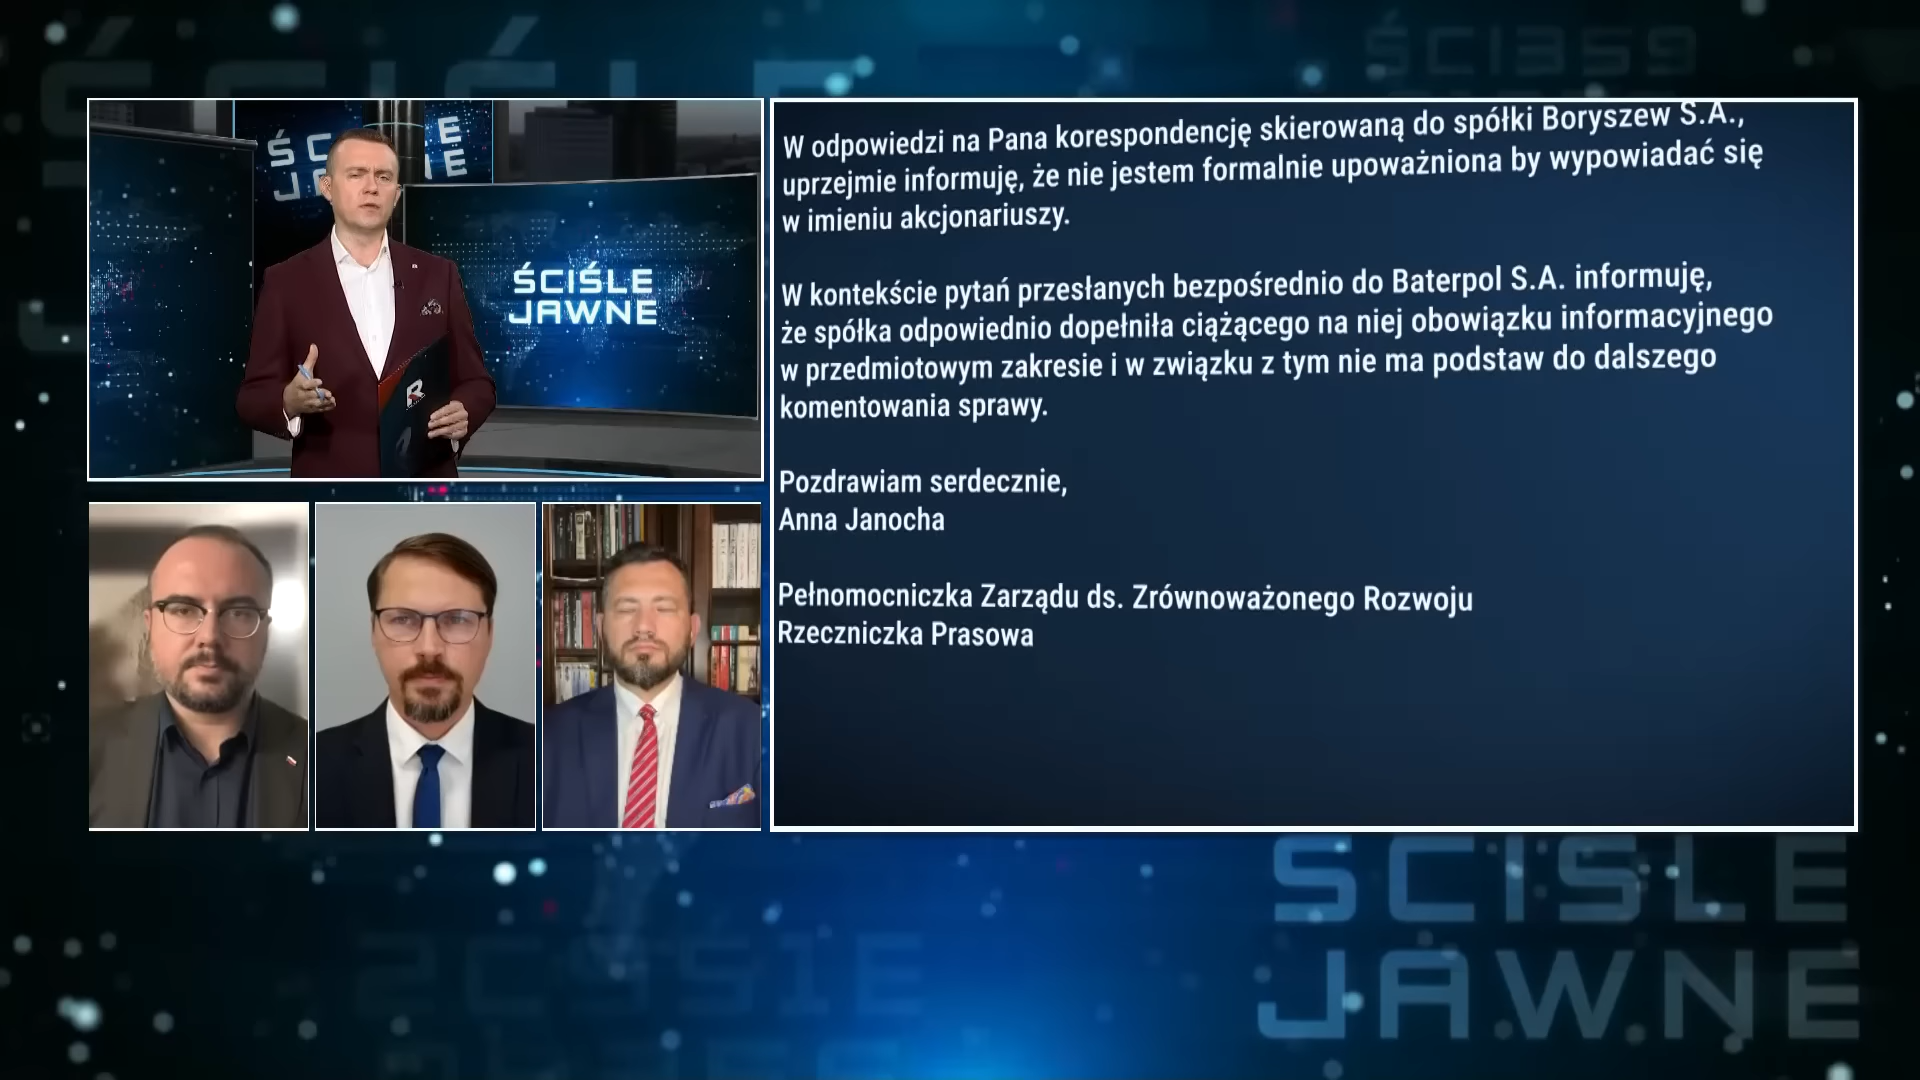 ŚCIŚLE
JAWNE
W odpowiedzi na Pana korespondencję skierowaną do spółki Boryszew S.A.,
uprzejmie informuję, że nie jestem formalnie upoważniona by wypowiadać się
w imieniu akcjonariuszy.
W kontekście pytań przesłanych bezpośrednio do Baterpol S.A. informuję,
że spółka odpowiednio dopełniła ciążącego na niej obowiązku informacyjnego
w przedmiotowym zakresie i w związku z tym nie ma podstaw do dalszego
komentowania sprawy.
Pozdrawiam serdecznie,
Anna Janocha
Pełnomocniczka Zarządu ds. Zrównoważonego Rozwoju
Rzeczniczka Prasowa
ŚCIŚLE
JAWNE